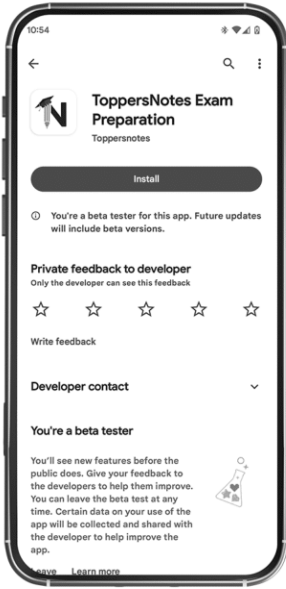 10:54
N
ToppersNotes Exam
Preparation
Toppersnotes
Install
You're a beta tester for this app. Future updates
will include beta versions.
Private feedback to developer
Only the developer can see this feedback
Write feedback
Developer contact
You're a beta tester
You'll see new features before the
public does. Give your feedback to
the developers to help them improve.
You can leave the beta test at any
time. Certain data on your use of the
app will be collected and shared with
the developer to help improve the
app.
Leave Learn more